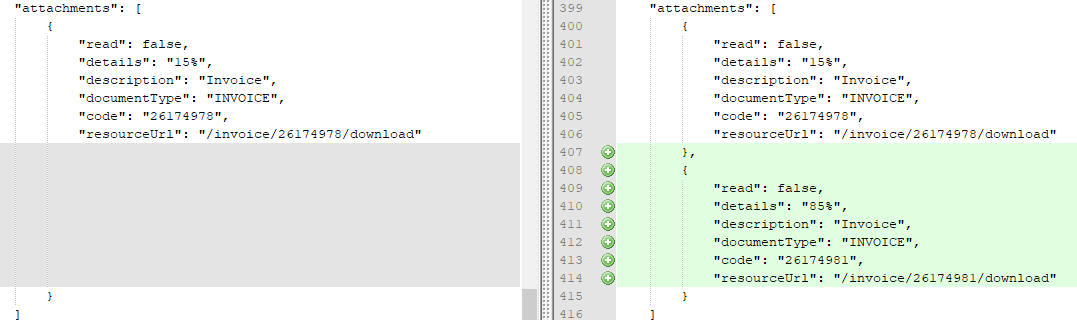 "attachments": [
{
"read": false,
"details": "15%",
"description": "Invoice",
"documentType": "INVOICE",
"code": "26174978",
"resourceUrl": "/invoice/26174978/download"
}
]
399 "attachments": [
400 {
401 "read": false,
402 "details": "15%",
403 "description": "Invoice",
404 "documentType": "INVOICE",
405 "code": "26174978",
406 "resourceUrl": "/invoice/26174978/download"
407 },
408 {
409 "read": false,
410 "details": "85%",
411 "description": "Invoice",
412 "documentType": "INVOICE",
413 "code": "26174981",
414 "resourceUrl": "/invoice/26174981/download"
415 }
416 ]